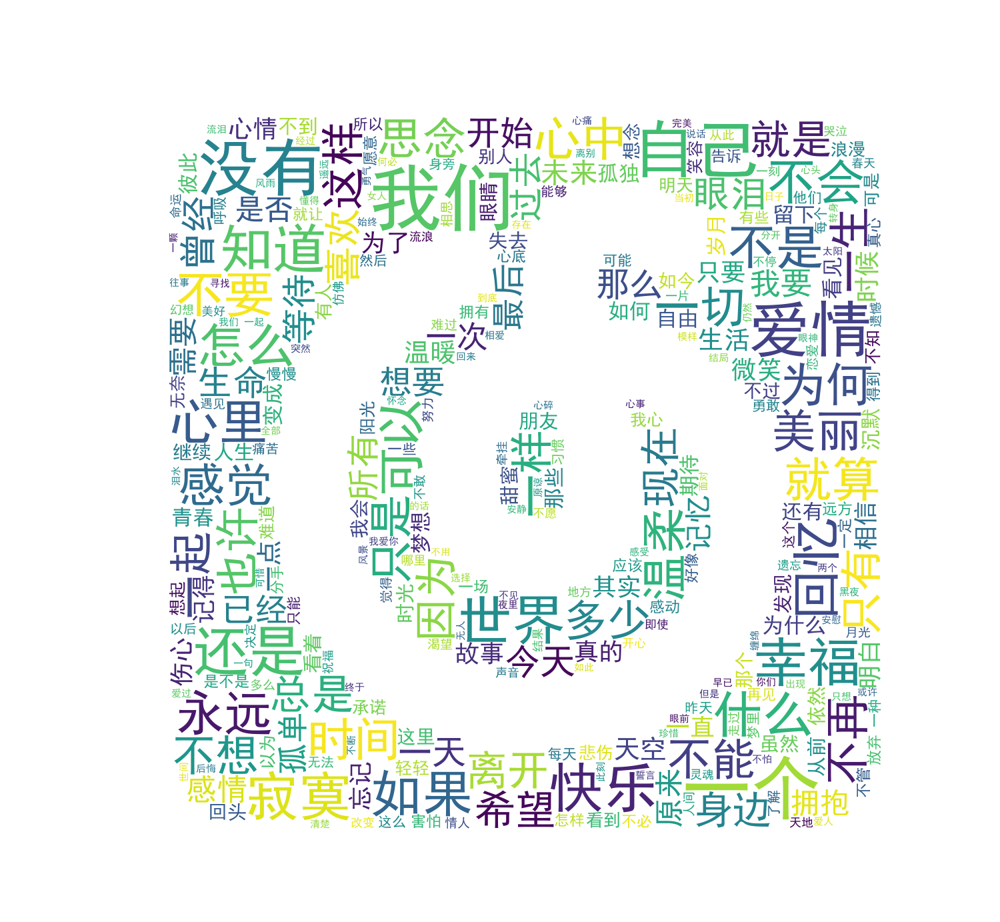 流泪
心情
不到
经过
没有
遥远
风雨
这样
所以
愿意
勇气
何必
思念
身旁
我们
女人
相思
开始
别人
眼睛
过去
心中
心痛
离别
未来
孤独
能够
想念
自己
完美
说话
笑容
从此
告诉
明天
眼泪
当初
日子
就是
哭泣
浪漫
不会
一刻
心头
春天
他们
可是
彼此
命运
曾经
呼吸
是否
懂得
就让
喜欢
始终
为了
流浪
然后
失去
存在
心底
岁月
有些
分开
留下
每个
转身
真心
一生
一颗
知道
不是
太阳
不停
看见
时候
往事
寻找
不要
等待
有人
仿佛
最后
到底
拥有
可能
那么
如今
一片
如何
自由
只要
我要
一切
仍然
爱情
遗憾
幻想
美好
我们
一起
需要
怎么
突然
难过
一次
相爱
温暖
回来
模样
生活
结局
眼神
恋爱
不知
微笑
不过
勇敢
为何
得到
无奈
生命
慢慢
遇见
变成
想要
怀念
努力
心里
全部
阳光
只是
可以
心碎
朋友
心事
我心
美丽
沉默
继续
人生
痛苦
泪水
感觉
所有
一些
不敢
牵挂
一样
习惯
甜蜜
原谅
那些
安静
不愿
现在
期待
面对
就算
青春
也许
难道
我会
的话
梦想
我爱你
风景
哪里
不用
温柔
记忆
还有
远方
这个
回忆
一定
相信
一起
一点
可惜
分手
想起
记得
已经
只能
觉得
时光
因为
选择
一场
不见
夜里
世界
多少
地方
其实
应该
感受
好像
感动
即使
遗忘
两个
只有
发现
黑夜
为什么
安慰
月光
以后
决定
伤心
还是
一句
看着
祝福
渴望
无人
故事
结果
今天
真的
开心
声音
如此
缠绵
幸福
明白
是不是
多么
爱过
总是
终于
承诺
永远
那个
早已
你们
出现
但是
再见
昨天
什么
依然
只想
或许
不再
一种
不想
孤单
时间
不断
这里
眼前
一直
珍惜
走过
梦里
后悔
以为
无法
一天
轻轻
离开
每天
悲伤
天空
不能
不怕
虽然
从前
放弃
世间
感情
寂寞
忘记
如果
快乐
此刻
誓言
原来
灵魂
一个
不管
回头
清楚
改变
这么
害怕
情人
希望
怎样
看到
不必
人间
身边
了解
拥抱
天地
爱人